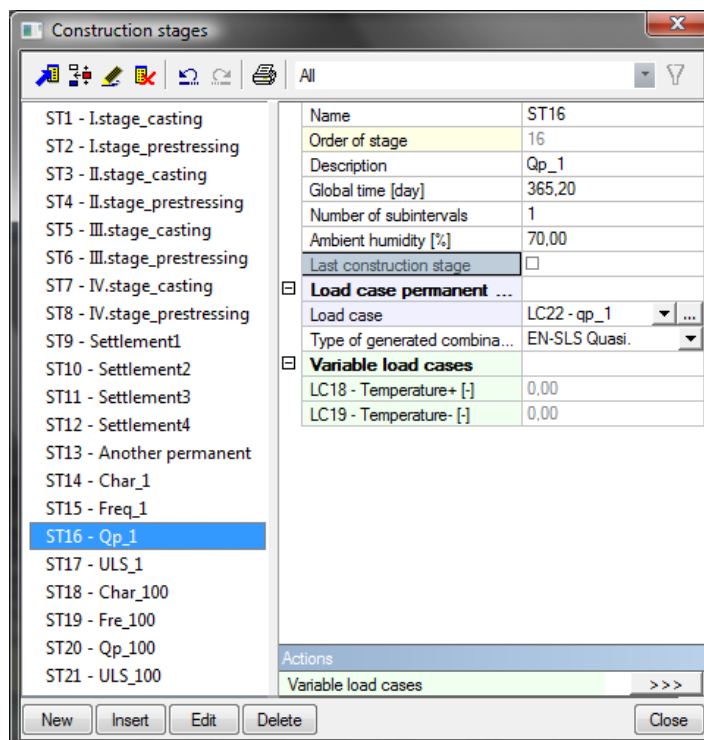 Construction stages
All
ST1 - I.stage_casting
ST2 - I.stage_prestressing
ST3 - II.stage_casting
ST4 - II.stage_prestressing
ST5 - III.stage_casting
ST6 - III.stage_prestressing
ST7 - IV.stage_casting
ST8 - IV.stage_prestressing
ST9 - Settlement1
ST10 - Settlement2
ST11 - Settlement3
ST12 - Settlement4
ST13 - Another permanent
ST14 - Char_1
ST15 - Freq_1
ST16 - Qp_1
ST17 - ULS_1
ST18 - Char_100
ST19 - Fre_100
ST20 - Qp_100
ST21 - ULS_100
Name ST16
Order of stage 16
Description Qp_1
Global time [day] 365,20
Number of subintervals 1
Ambient humidity [%] 70,00
Last construction stage
Load case permanent ...
Load case LC22 - qp_1 ...
Type of generated combina... EN-SLS Quasi.
Variable load cases
LC18 - Temperature+ [-] 0,00
LC19 - Temperature- [-] 0,00
Actions
Variable load cases >>>
New Insert Edit Delete Close